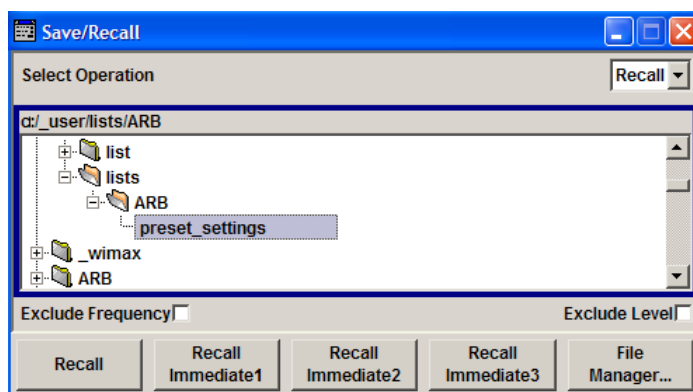 Save/Recall
Select Operation
Recall
a:/_user/lists/ARB
list
lists
ARB
preset_settings
_wimax
ARB
Exclude Frequency
Exclude Level
Recall
Recall
Immediate1
Recall
Immediate2
Recall
Immediate3
File
Manager...